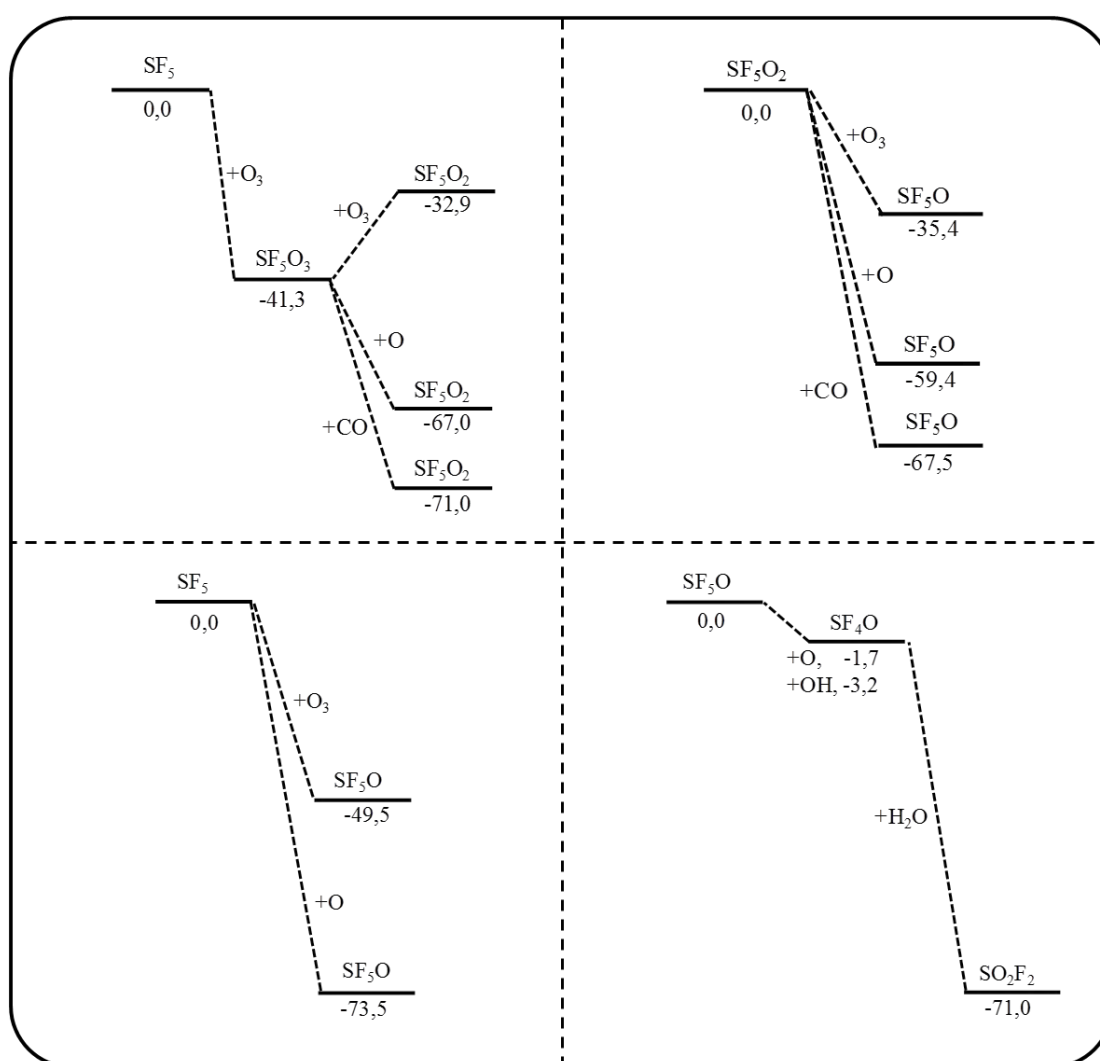 SF₅
0,0
+O₃
SF₅O₃
-41,3
+O₃
SF₅O₂
-32,9
+O
SF₅O₂
-67,0
+CO
SF₅O₂
-71,0
SF₅O₂
0,0
+O₃
SF₅O
-35,4
+O
SF₅O
-59,4
+CO
SF₅O
-67,5
SF₅
0,0
+O₃
SF₅O
-49,5
+O
SF₅O
-73,5
SF₅O
0,0
SF₄O
+O, -1,7
+OH, -3,2
+H₂O
SO₂F₂
-71,0